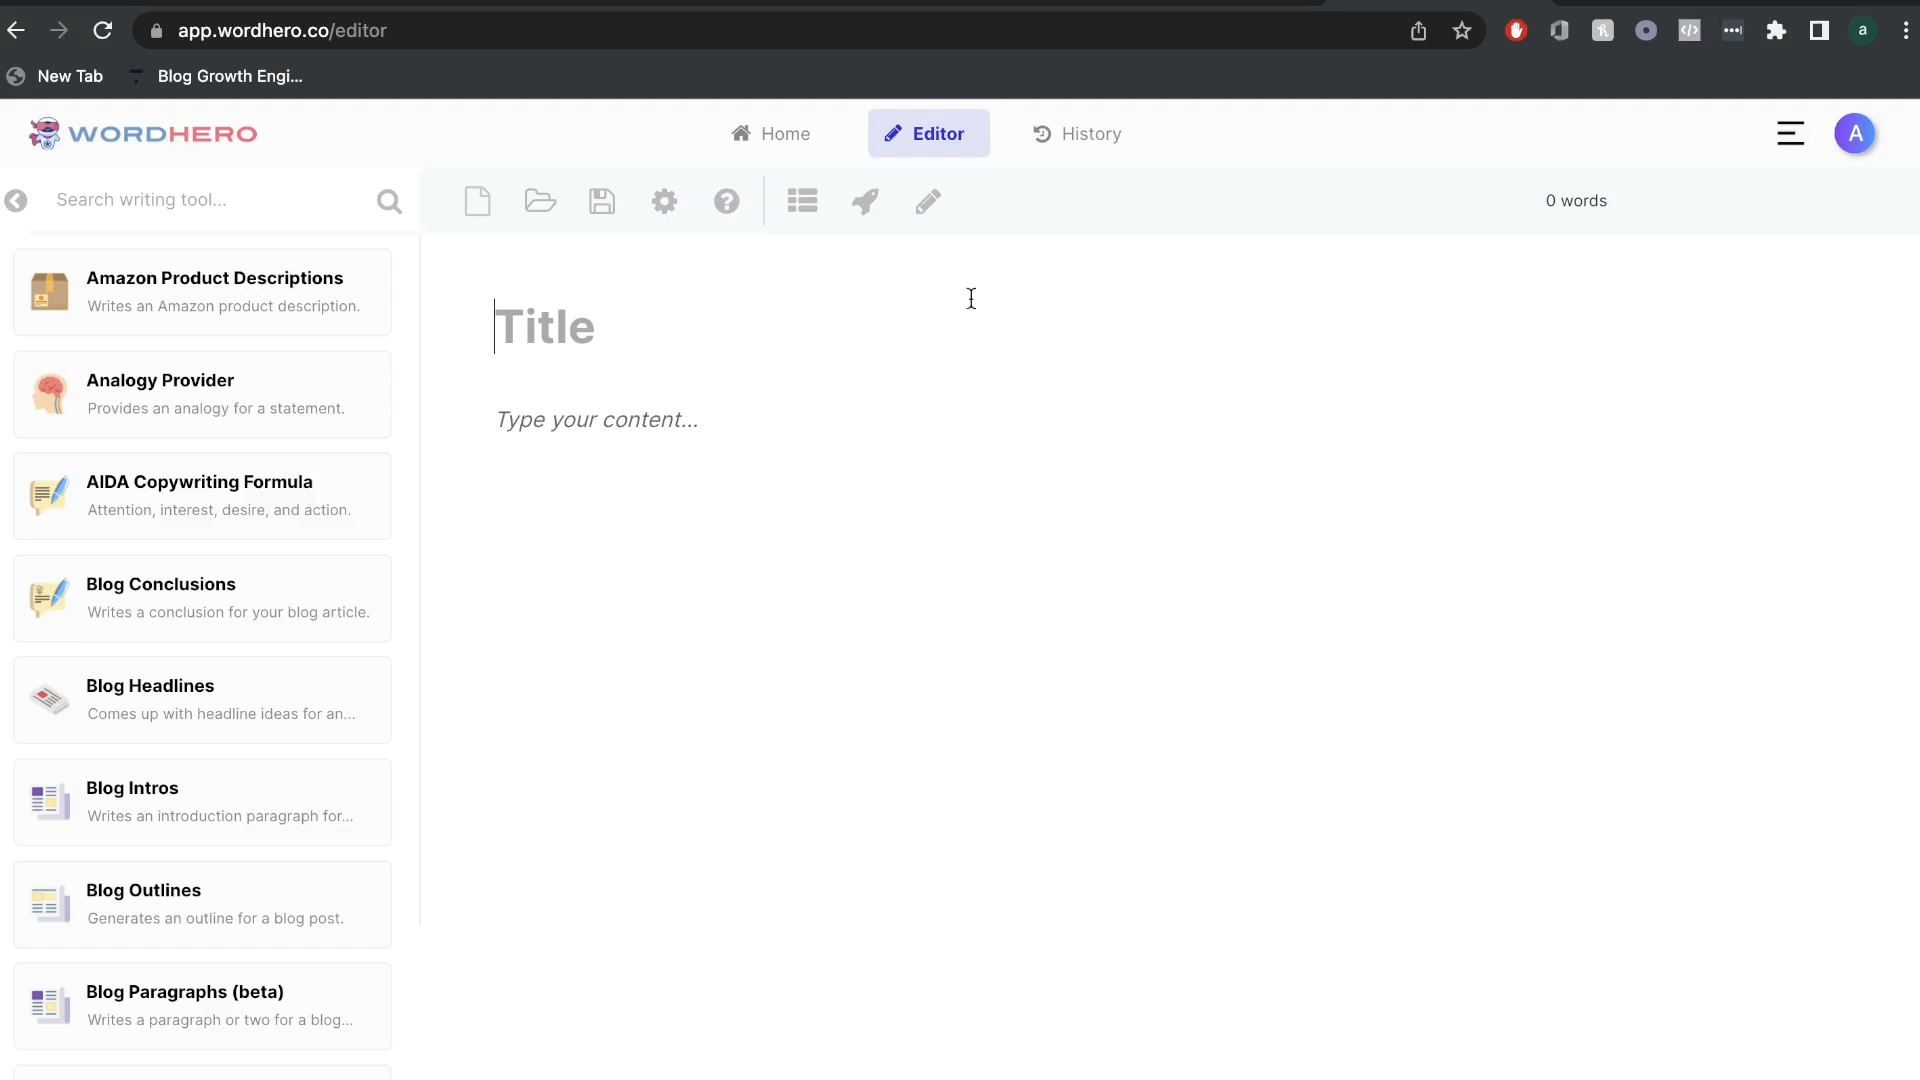 app.wordhero.co/editor
a
New Tab
Blog Growth Engi...
WORDHERO
Home
Editor
History
A
Search writing tool...
0 words
Amazon Product Descriptions
Writes an Amazon product description.
Analogy Provider
Provides an analogy for a statement.
AIDA Copywriting Formula
Attention, interest, desire, and action.
Blog Conclusions
Writes a conclusion for your blog article.
Blog Headlines
Comes up with headline ideas for an...
Blog Intros
Writes an introduction paragraph for...
Blog Outlines
Generates an outline for a blog post.
Blog Paragraphs (beta)
Writes a paragraph or two for a blog...
Title
Type your content...